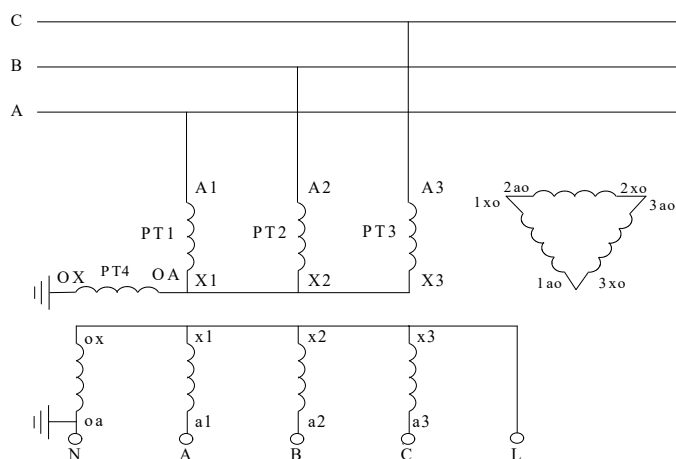 C
B
A
A1 A2 A3
2ao 2xo
1xo 3ao
PT1 PT2 PT3
OX PT4 OA X1 X2 X3
1ao 3xo
ox x1 x2 x3
oa a1 a2 a3
N A B C L